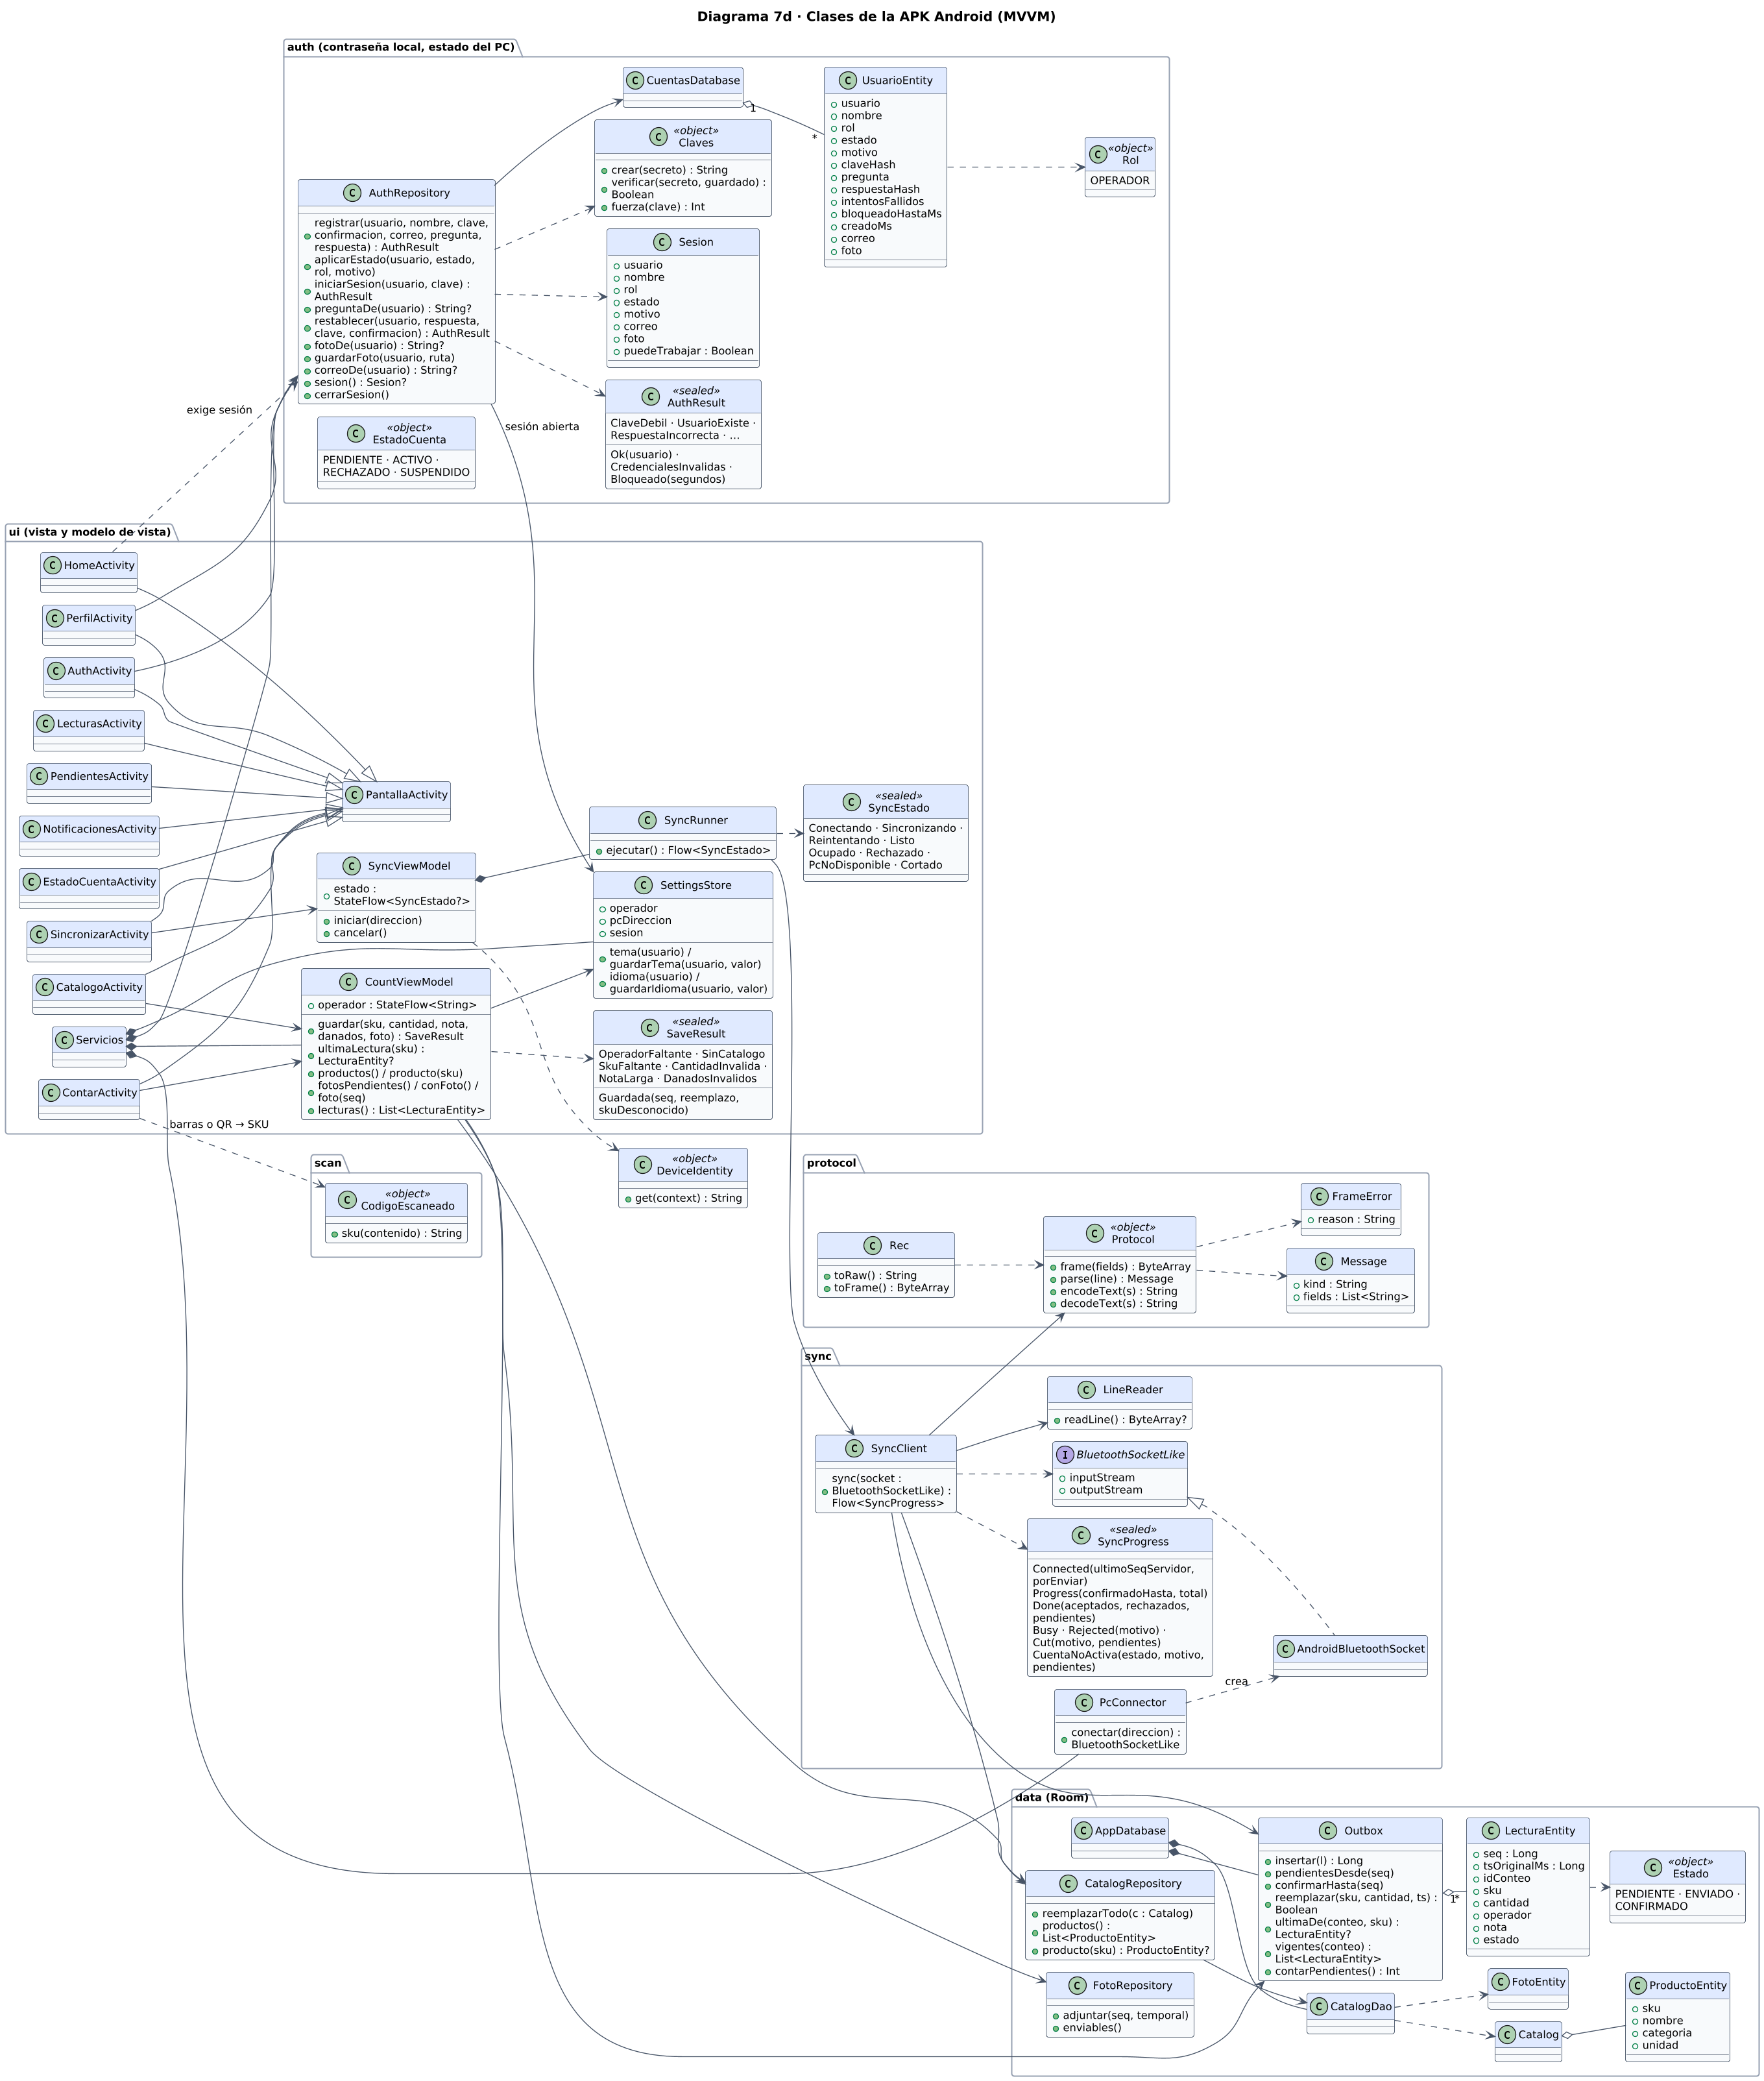 Diagrama 7d · Clases de la APK Android (MVVM)
auth (contraseña local, estado del PC)
CuentasDatabase
1
*
UsuarioEntity
usuario
nombre
rol
estado
motivo
claveHash
pregunta
respuestaHash
intentosFallidos
bloqueadoHastaMs
creadoMs
correo
foto
«object»
Rol
OPERADOR
«object»
Claves
crear(secreto) : String
verificar(secreto, guardado) :
Boolean
fuerza(clave) : Int
AuthRepository
registrar(usuario, nombre, clave,
confirmacion, correo, pregunta,
respuesta) : AuthResult
aplicarEstado(usuario, estado,
rol, motivo)
iniciarSesion(usuario, clave) :
AuthResult
preguntaDe(usuario) : String?
restablecer(usuario, respuesta,
clave, confirmacion) : AuthResult
fotoDe(usuario) : String?
guardarFoto(usuario, ruta)
correoDe(usuario) : String?
sesion() : Sesion?
cerrarSesion()
Sesion
usuario
nombre
rol
estado
motivo
correo
foto
puedeTrabajar : Boolean
«sealed»
AuthResult
ClaveDebil · UsuarioExiste ·
RespuestaIncorrecta · ...
Ok(usuario) ·
CredencialesInvalidas ·
Bloqueado(segundos)
exige sesión
sesión abierta
«object»
EstadoCuenta
PENDIENTE · ACTIVO ·
RECHAZADO · SUSPENDIDO
ui (vista y modelo de vista)
HomeActivity
PerfilActivity
AuthActivity
LecturasActivity
PendientesActivity
NotificacionesActivity
EstadoCuentaActivity
SincronizarActivity
CatalogoActivity
Servicios
ContarActivity
PantallaActivity
SyncViewModel
estado :
StateFlow<SyncEstado?>
iniciar(direccion)
cancelar()
CountViewModel
operador : StateFlow<String>
guardar(sku, cantidad, nota,
danados, foto) : SaveResult
ultimaLectura(sku) :
LecturaEntity?
productos() / producto(sku)
fotosPendientes() / conFoto() /
foto(seq)
lecturas() : List<LecturaEntity>
SyncRunner
ejecutar() : Flow<SyncEstado>
«sealed»
SyncEstado
Conectando · Sincronizando ·
Reintentando · Listo
Ocupado · Rechazado ·
PcNoDisponible · Cortado
SettingsStore
operador
pcDireccion
sesion
tema(usuario) /
guardarTema(usuario, valor)
idioma(usuario) /
guardarIdioma(usuario, valor)
«sealed»
SaveResult
OperadorFaltante · SinCatalogo
SkuFaltante · CantidadInvalida ·
NotaLarga · DanadosInvalidos
Guardada(seq, reemplazo,
skuDesconocido)
barras o QR → SKU
scan
«object»
CodigoEscaneado
sku(contenido) : String
«object»
DeviceIdentity
get(context) : String
protocol
Rec
toRaw() : String
toFrame() : ByteArray
«object»
Protocol
frame(fields) : ByteArray
parse(line) : Message
encodeText(s) : String
decodeText(s) : String
FrameError
reason : String
Message
kind : String
fields : List<String>
sync
SyncClient
sync(socket :
BluetoothSocketLike) :
Flow<SyncProgress>
LineReader
readLine() : ByteArray?
BluetoothSocketLike
inputStream
outputStream
«sealed»
SyncProgress
Connected(ultimoSeqServidor,
porEnviar)
Progress(confirmadoHasta, total)
Done(aceptados, rechazados,
pendientes)
Busy · Rejected(motivo) ·
Cut(motivo, pendientes)
CuentaNoActiva(estado, motivo,
pendientes)
AndroidBluetoothSocket
crea
PcConnector
conectar(direccion) :
BluetoothSocketLike
data (Room)
AppDatabase
CatalogRepository
reemplazarTodo(c : Catalog)
productos() :
List<ProductoEntity>
producto(sku) : ProductoEntity?
FotoRepository
adjuntar(seq, temporal)
enviables()
Outbox
insertar(l) : Long
pendientesDesde(seq)
confirmarHasta(seq)
reemplazar(sku, cantidad, ts) :
Boolean
ultimaDe(conteo, sku) :
LecturaEntity?
vigentes(conteo) :
List<LecturaEntity>
contarPendientes() : Int
1
*
LecturaEntity
seq : Long
tsOriginalMs : Long
idConteo
sku
cantidad
operador
nota
estado
«object»
Estado
PENDIENTE · ENVIADO ·
CONFIRMADO
CatalogDao
FotoEntity
Catalog
ProductoEntity
sku
nombre
categoria
unidad